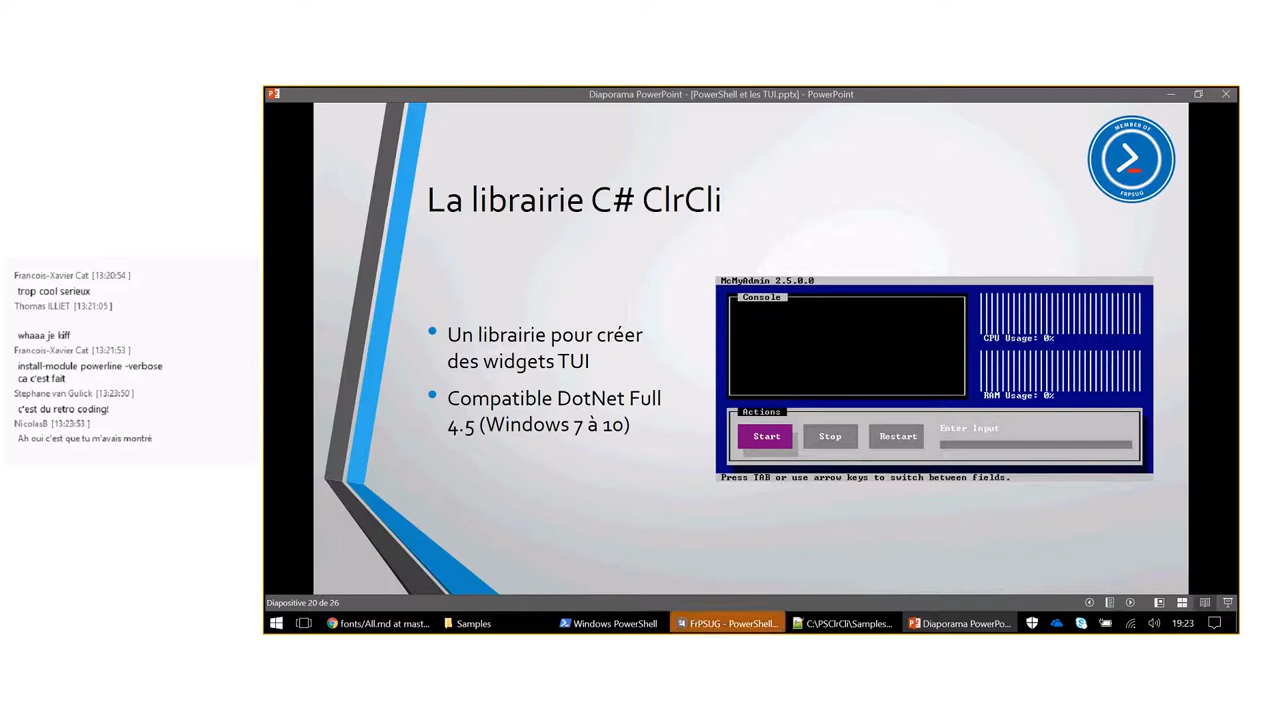 Diaporama PowerPoint - [PowerShell et les TUI.pptx] - PowerPoint
MEMBER OF
FRPSUG
La librairie C# ClrCli
Francois-Xavier Cat [13:20:54 ]
trop cool serieux
Thomas ILLIET [13:21:05 ]
whaaa je kiff
Francois-Xavier Cat [13:21:53 ]
install-module powerline -verbose
ca c'est fait
Stephane van Gulick [13:23:50 ]
c'est du retro coding!
NicolasB [13:23:53 ]
Ah oui c'est que tu m'avais montré
• Un librairie pour créer
des widgets TUI
• Compatible DotNet Full
4.5 (Windows 7 à 10)
McMyAdmin 2.5.0.0
Console
CPU Usage: 0%
RAM Usage: 0%
Actions
Start
Stop
Restart
Enter Input
Press TAB or use arrow keys to switch between fields.
Diapositive 20 de 26
fonts/All.md at mast...
Samples
Windows PowerShell
FrPSUG - PowerShell...
C:\PSClrCli\Samples...
Diaporama PowerPo...
19:23